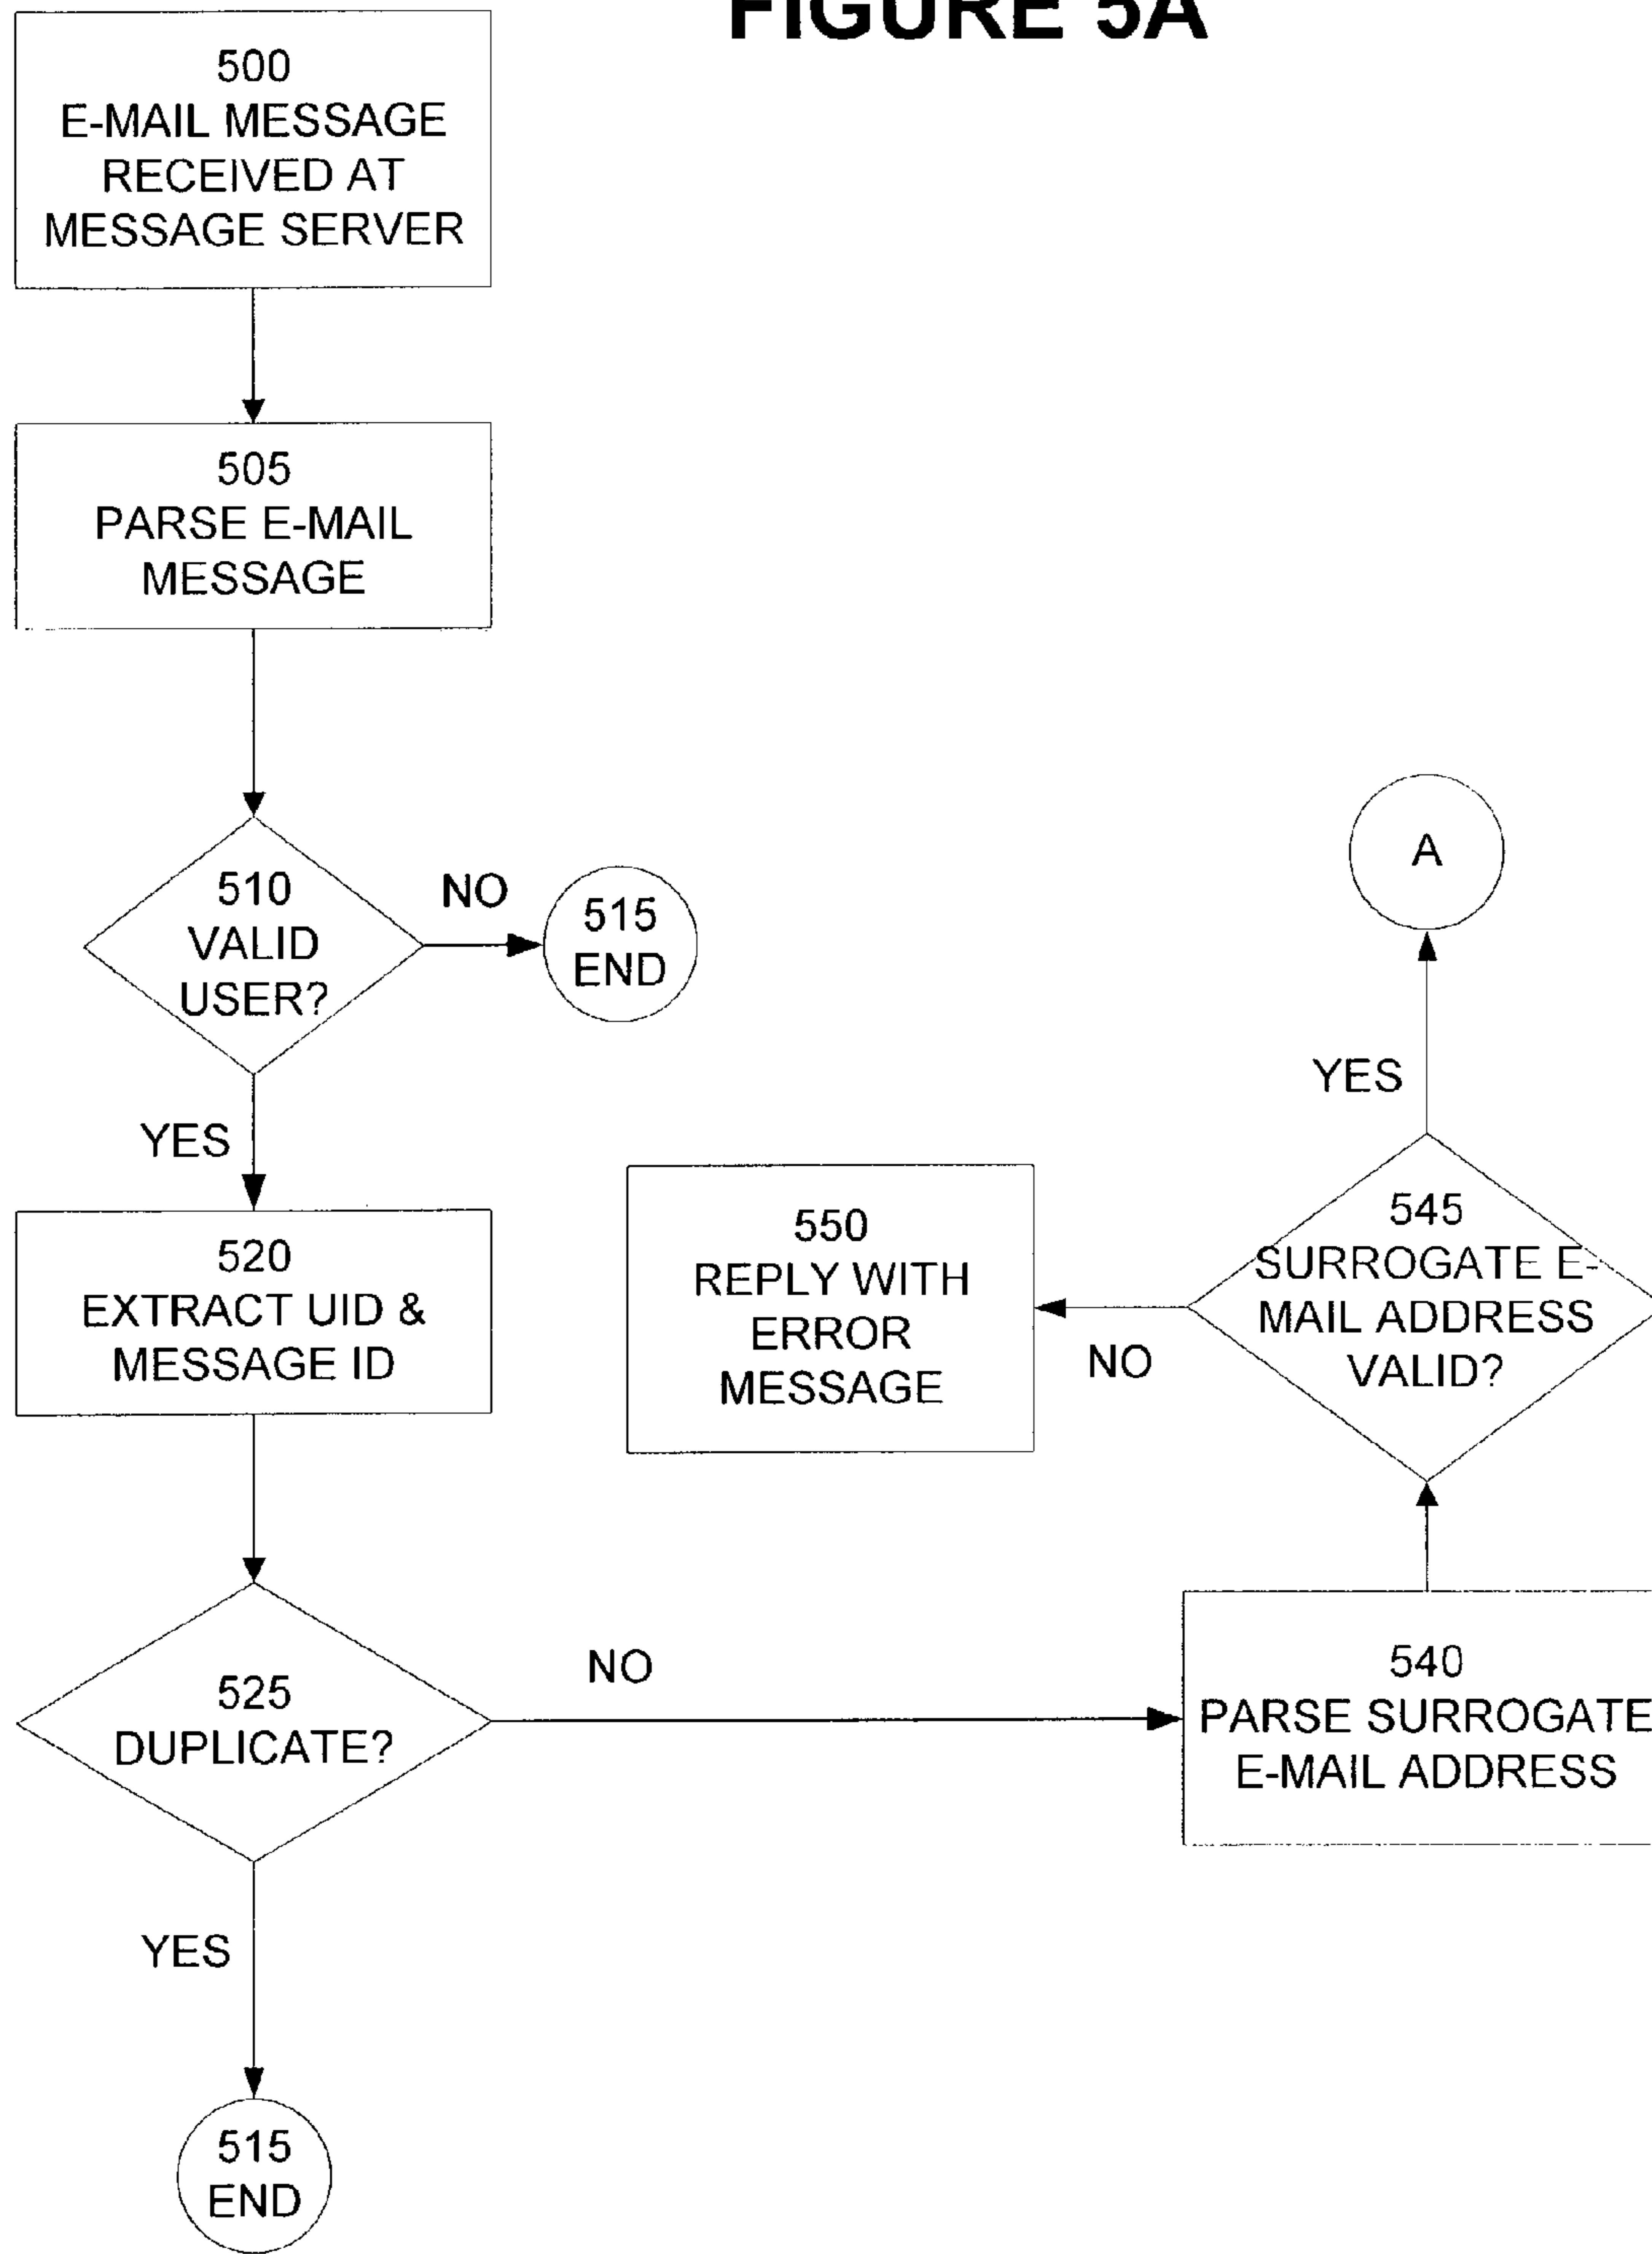 FIGURE 5A
500
E-MAIL MESSAGE
RECEIVED AT
MESSAGE SERVER
505
PARSE E-MAIL
MESSAGE
510
VALID
USER?
NO
515
END
YES
520
EXTRACT UID &
MESSAGE ID
525
DUPLICATE?
NO
YES
515
END
540
PARSE SURROGATE
E-MAIL ADDRESS
545
SURROGATE E-
MAIL ADDRESS
VALID?
NO
550
REPLY WITH
ERROR
MESSAGE
YES
A